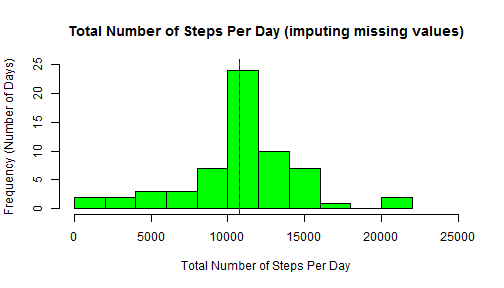 Total Number of Steps Per Day (imputing missing values)
Frequency (Number of Days)
25
20
15
10
5
0
0 5000 10000 15000 20000 25000
Total Number of Steps Per Day